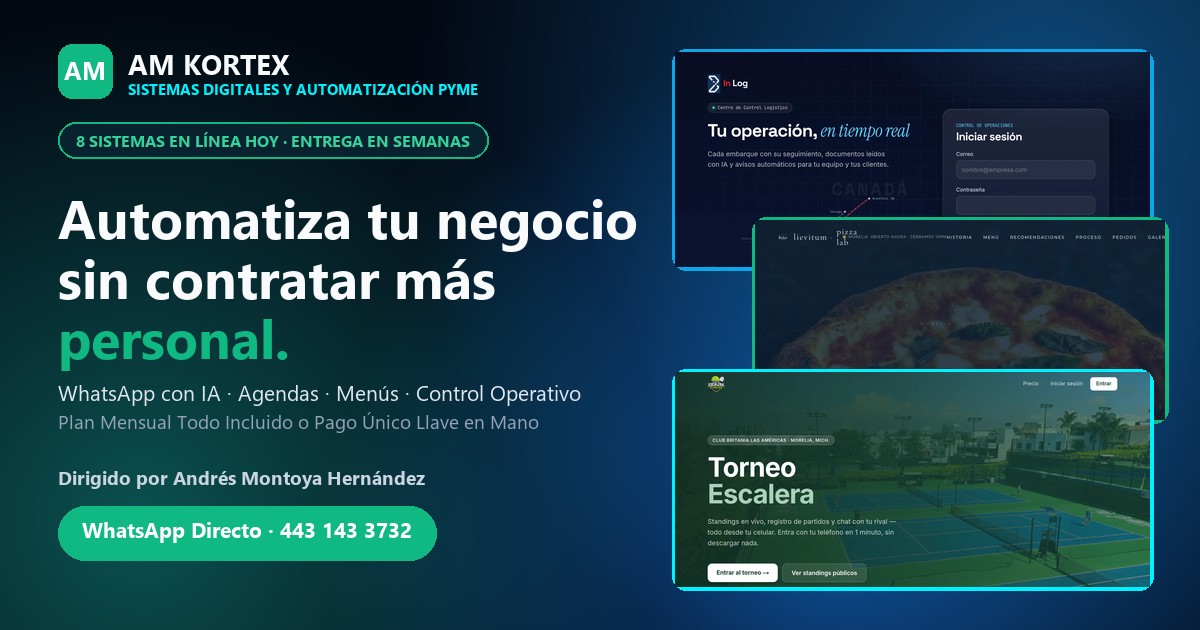 AM
AM KORTEX
SISTEMAS DIGITALES Y AUTOMATIZACIÓN PYME
8 SISTEMAS EN LÍNEA HOY · ENTREGA EN SEMANAS
Automatiza tu negocio
sin contratar más
personal.
WhatsApp con IA · Agendas · Menús · Control Operativo
Plan Mensual Todo Incluido o Pago Único Llave en Mano
Dirigido por Andrés Montoya Hernández
WhatsApp Directo · 443 143 3732
In Log
Centro de Control Logístico
Tu operación, en tiempo real
Cada embarque con su seguimiento, documentos leídos
con IA y avisos automáticos para tu equipo y tus clientes.
CANADÁ
CONTROL DE OPERACIONES
Iniciar sesión
Correo
nombre@empresa.com
Contraseña
lievitum · pizza lab
MORELIA · ABIERTO AHORA · CERRAMOS
HISTORIA MENÚ RECOMENDACIONES PROCESO PEDIDOS GALER
Precio Iniciar sesión Entrar
CLUB BRITANIA LAS AMÉRICAS · MORELIA, MICH.
Torneo
Escalera
Standings en vivo, registro de partidos y chat con tu rival —
todo desde tu celular. Entra con tu teléfono en 1 minuto, sin
descargar nada.
Entrar al torneo → Ver standings públicos